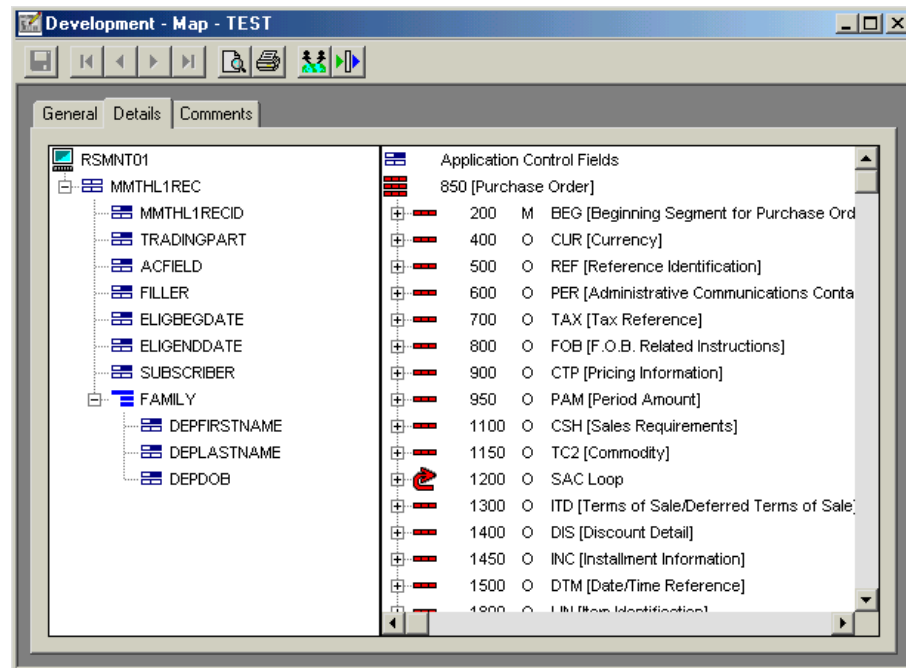 Development - Map - TEST
General Details Comments
RSMNT01
MMTHL1REC
MMTHL1RECID
TRADINGPART
ACFIELD
FILLER
ELIGBEGDATE
ELIGENDDATE
SUBSCRIBER
FAMILY
DEPFIRSTNAME
DEPLASTNAME
DEPDOB
Application Control Fields
850 [Purchase Order]
200 M BEG [Beginning Segment for Purchase Ord
400 O CUR [Currency]
500 O REF [Reference Identification]
600 O PER [Administrative Communications Conta
700 O TAX [Tax Reference]
800 O FOB [F.O.B. Related Instructions]
900 O CTP [Pricing Information]
950 O PAM [Period Amount]
1100 O CSH [Sales Requirements]
1150 O TC2 [Commodity]
1200 O SAC Loop
1300 O ITD [Terms of Sale/Deferred Terms of Sale]
1400 O DIS [Discount Detail]
1450 O INC [Installment Information]
1500 O DTM [Date/Time Reference]
1800 O LIN [Item Identification]